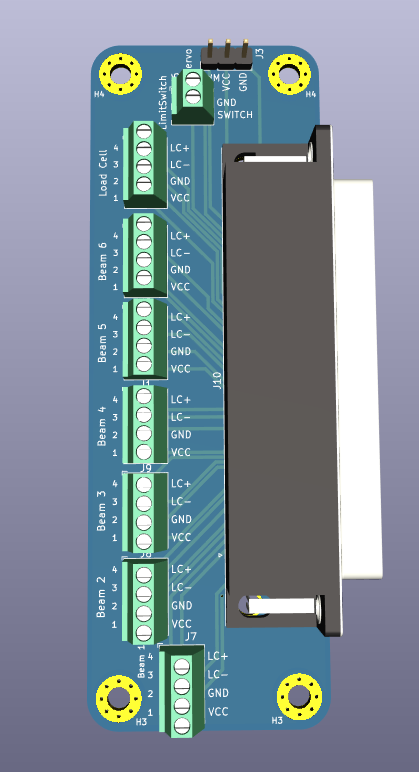 Servo
J3
PWM
VCC
GND
H4
H4
LimitSwitch
GND
SWITCH
Load Cell
4
3
2
1
LC+
LC-
GND
VCC
Beam 6
4
3
2
1
LC+
LC-
GND
VCC
Beam 5
4
3
2
1
LC+
LC-
GND
VCC
J10
Beam 4
4
3
2
1
LC+
LC-
GND
VCC
J9
Beam 3
4
3
2
1
LC+
LC-
GND
VCC
Beam 2
4
3
2
1
LC+
LC-
GND
VCC
Beam 1
J7
4
3
2
1
LC+
LC-
GND
VCC
H3
H3